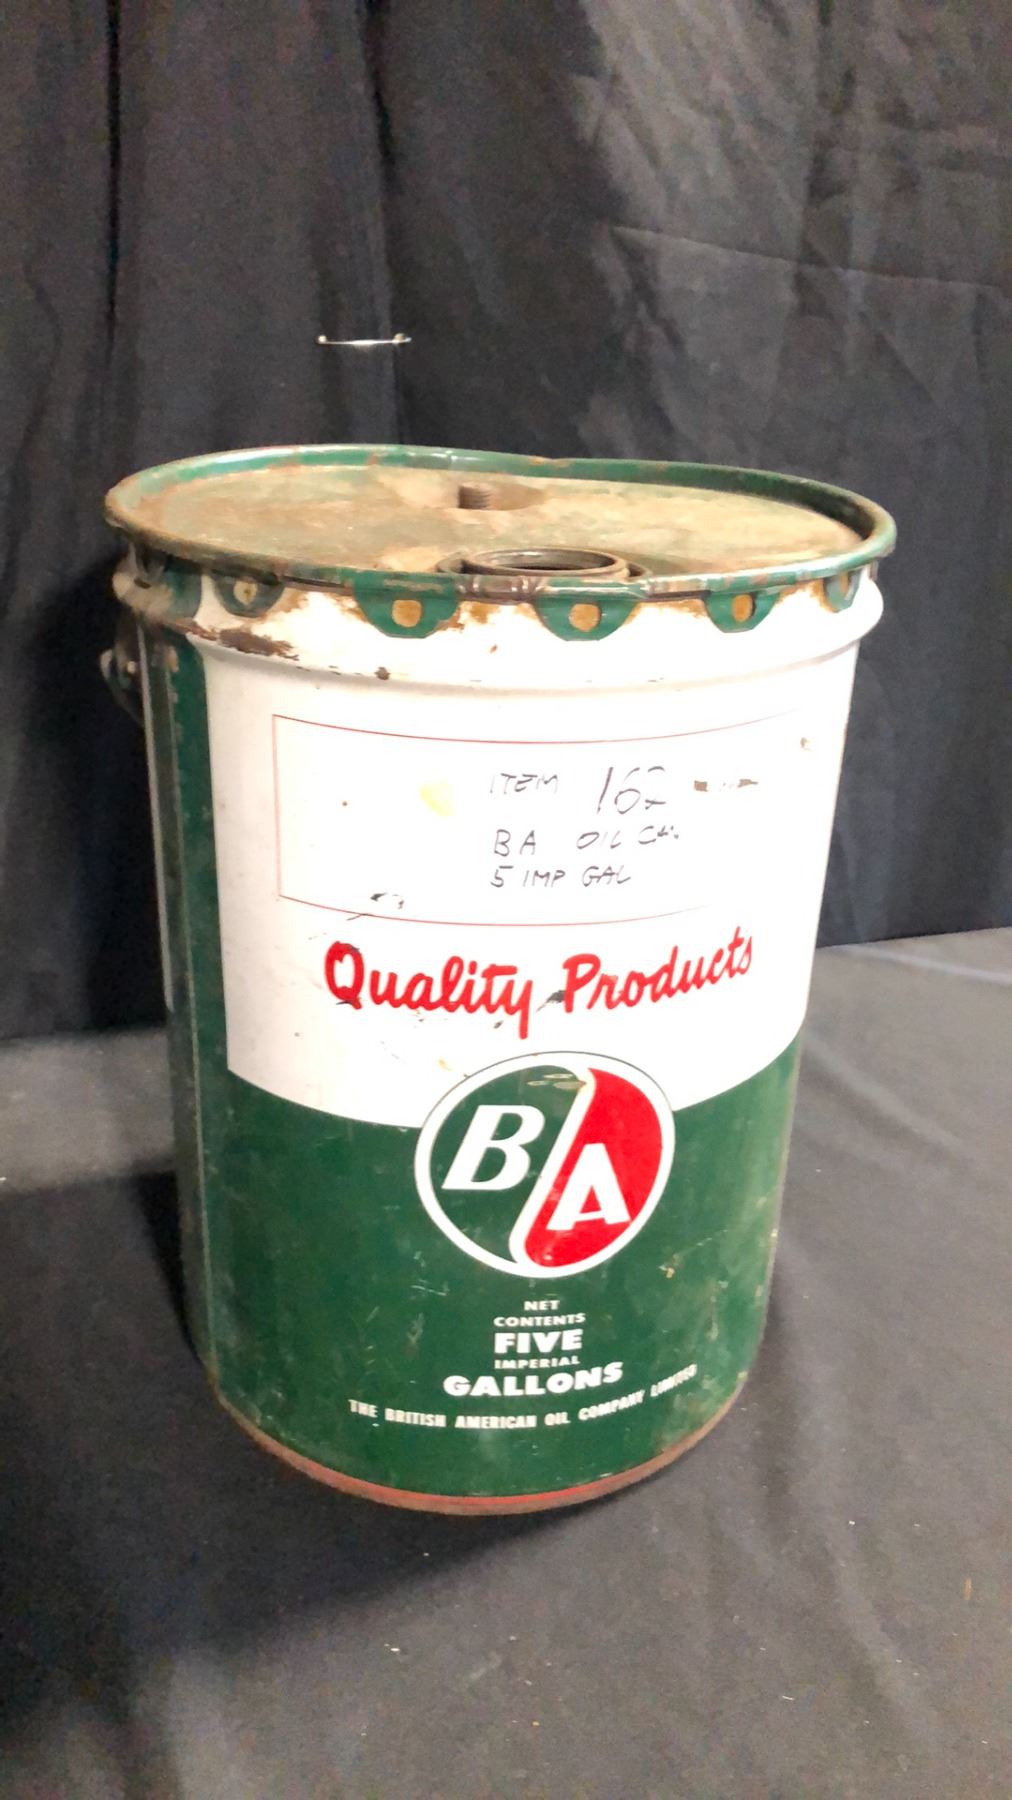 ITEM 162
BA OIL CAN
5 IMP GAL
Quality Products
BA
NET
CONTENTS
FIVE
IMPERIAL
GALLONS
THE BRITISH AMERICAN OIL COMPANY LIMITED